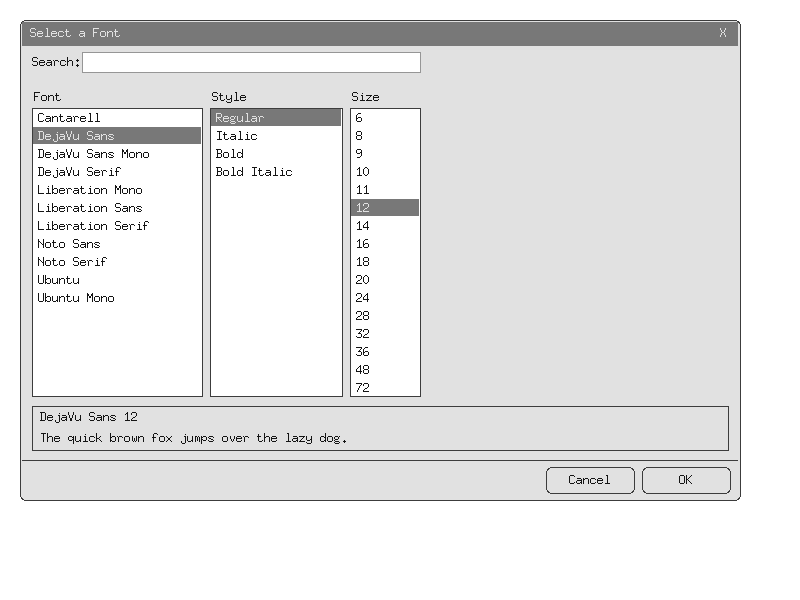 Select a Font X
Search:
Font Style Size
Cantarell Regular 6
DejaVu Sans Italic 8
DejaVu Sans Mono Bold 9
DejaVu Serif Bold Italic 10
Liberation Mono 11
Liberation Sans 12
Liberation Serif 14
Noto Sans 16
Noto Serif 18
Ubuntu 20
Ubuntu Mono 24
28
32
36
48
72
DejaVu Sans 12
The quick brown fox jumps over the lazy dog.
Cancel OK